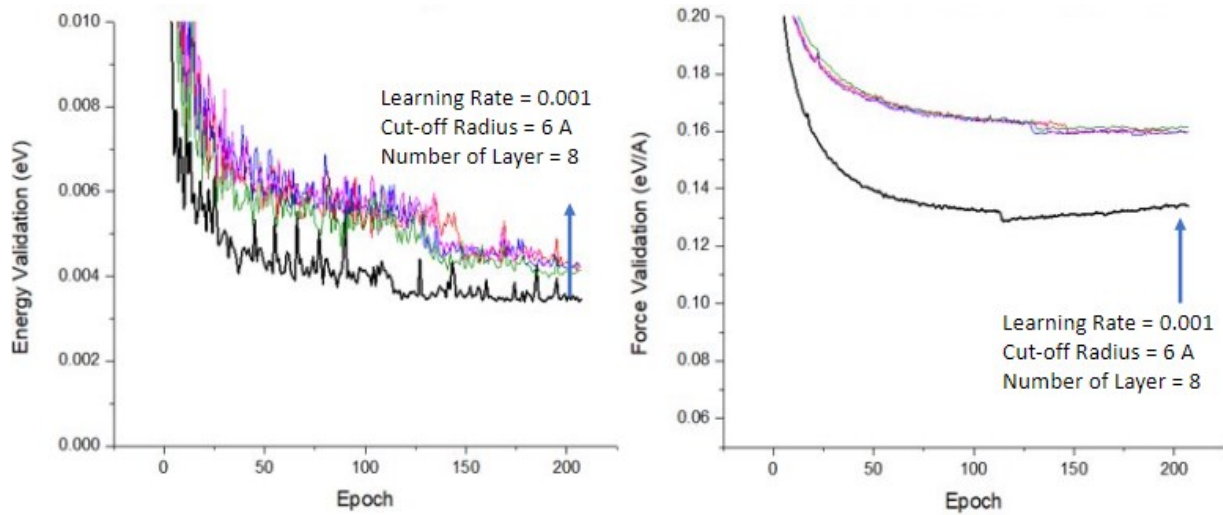 0.010
0.008
0.006
0.004
0.002
0.000
Energy Validation (eV)
0 50 100 150 200
Epoch
Learning Rate = 0.001
Cut-off Radius = 6 A
Number of Layer = 8
0.20
0.18
0.16
0.14
0.12
0.10
0.08
0.06
Force Validation (eV/A)
0 50 100 150 200
Epoch
Learning Rate = 0.001
Cut-off Radius = 6 A
Number of Layer = 8